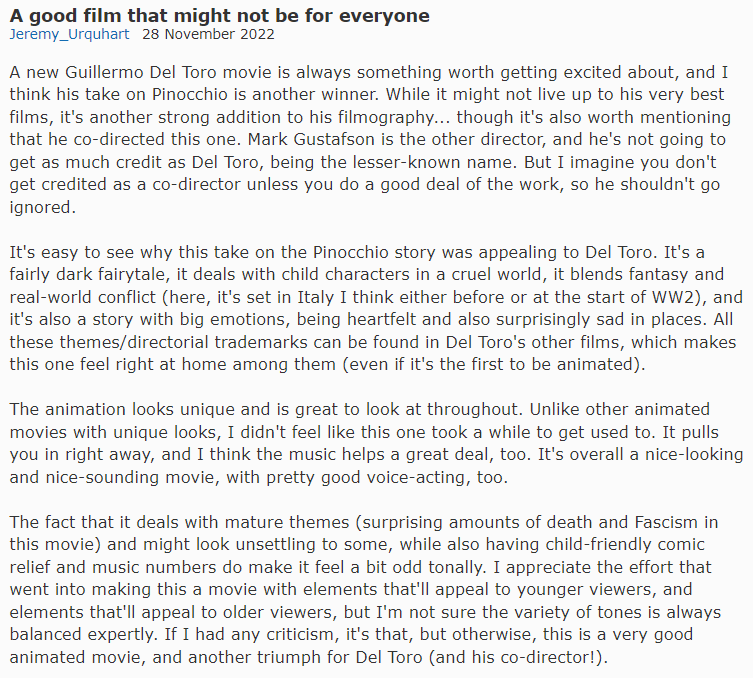 A good film that might not be for everyone
Jeremy_Urquhart 28 November 2022
A new Guillermo Del Toro movie is always something worth getting excited about, and I
think his take on Pinocchio is another winner. While it might not live up to his very best
films, it's another strong addition to his filmography... though it's also worth mentioning
that he co-directed this one. Mark Gustafson is the other director, and he's not going to
get as much credit as Del Toro, being the lesser-known name. But I imagine you don't
get credited as a co-director unless you do a good deal of the work, so he shouldn't go
ignored.
It's easy to see why this take on the Pinocchio story was appealing to Del Toro. It's a
fairly dark fairytale, it deals with child characters in a cruel world, it blends fantasy and
real-world conflict (here, it's set in Italy I think either before or at the start of WW2), and
it's also a story with big emotions, being heartfelt and also surprisingly sad in places. All
these themes/directorial trademarks can be found in Del Toro's other films, which makes
this one feel right at home among them (even if it's the first to be animated).
The animation looks unique and is great to look at throughout. Unlike other animated
movies with unique looks, I didn't feel like this one took a while to get used to. It pulls
you in right away, and I think the music helps a great deal, too. It's overall a nice-looking
and nice-sounding movie, with pretty good voice-acting, too.
The fact that it deals with mature themes (surprising amounts of death and Fascism in
this movie) and might look unsettling to some, while also having child-friendly comic
relief and music numbers do make it feel a bit odd tonally. I appreciate the effort that
went into making this a movie with elements that'll appeal to younger viewers, and
elements that'll appeal to older viewers, but I'm not sure the variety of tones is always
balanced expertly. If I had any criticism, it's that, but otherwise, this is a very good
animated movie, and another triumph for Del Toro (and his co-director!).